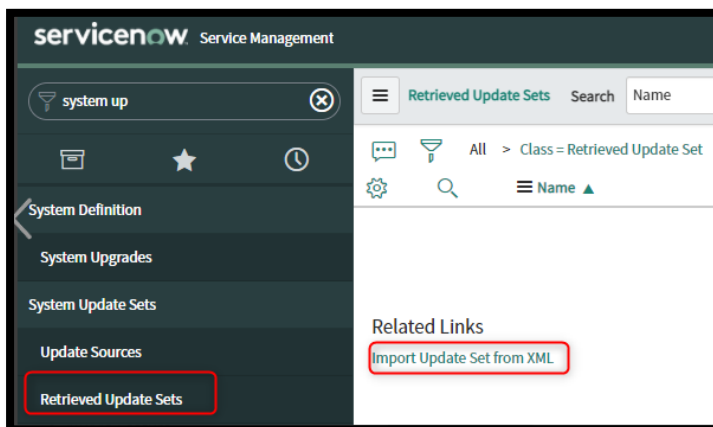 servicenow Service Management
system up
System Definition
System Upgrades
System Update Sets
Update Sources
Retrieved Update Sets
Retrieved Update Sets Search Name
All > Class = Retrieved Update Set
Name ▲
Related Links
Import Update Set from XML